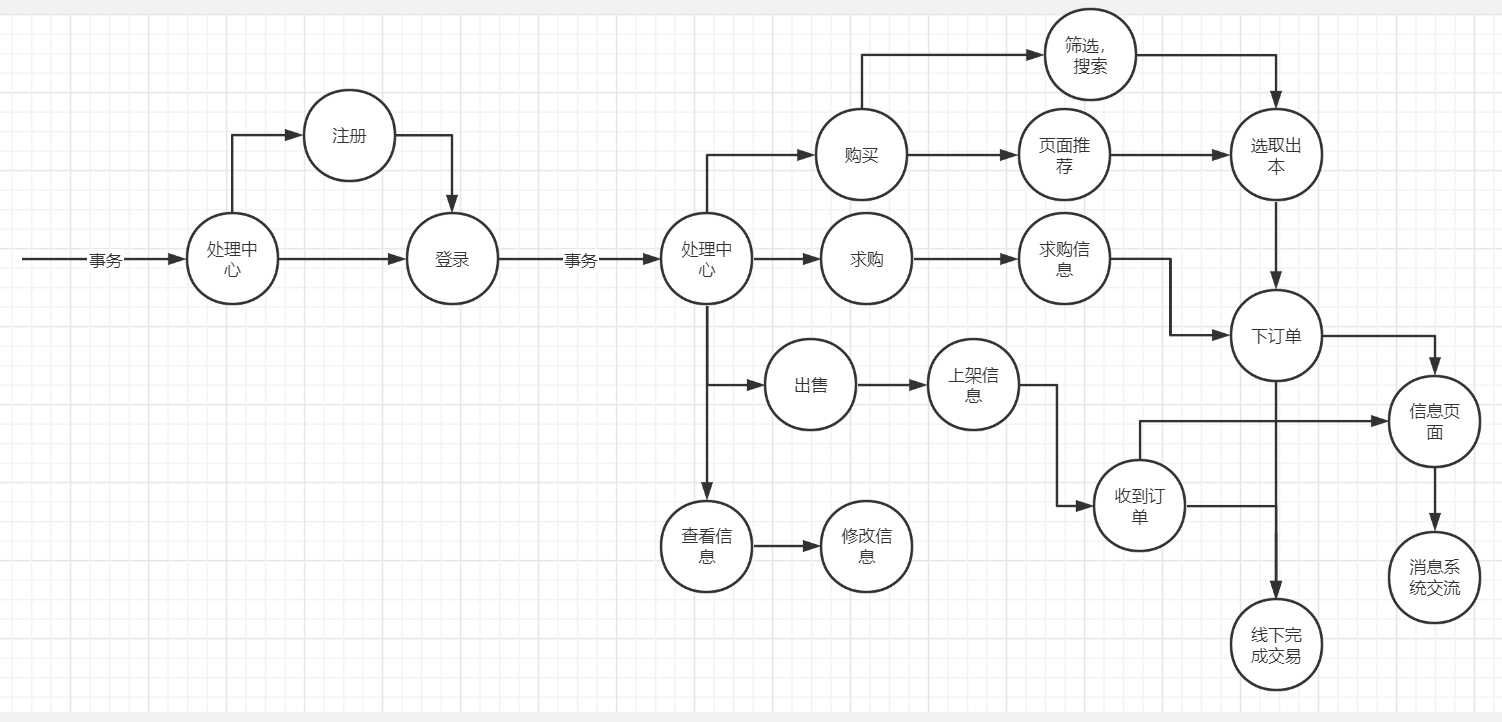 筛选，
搜索
注册
购买
页面推
荐
选取出
本
事务
处理中
心
登录
事务
处理中
心
求购
求购信
息
下订单
出售
上架信
息
信息页
面
收到订
单
查看信
息
修改信
息
消息系
统交流
线下完
成交易